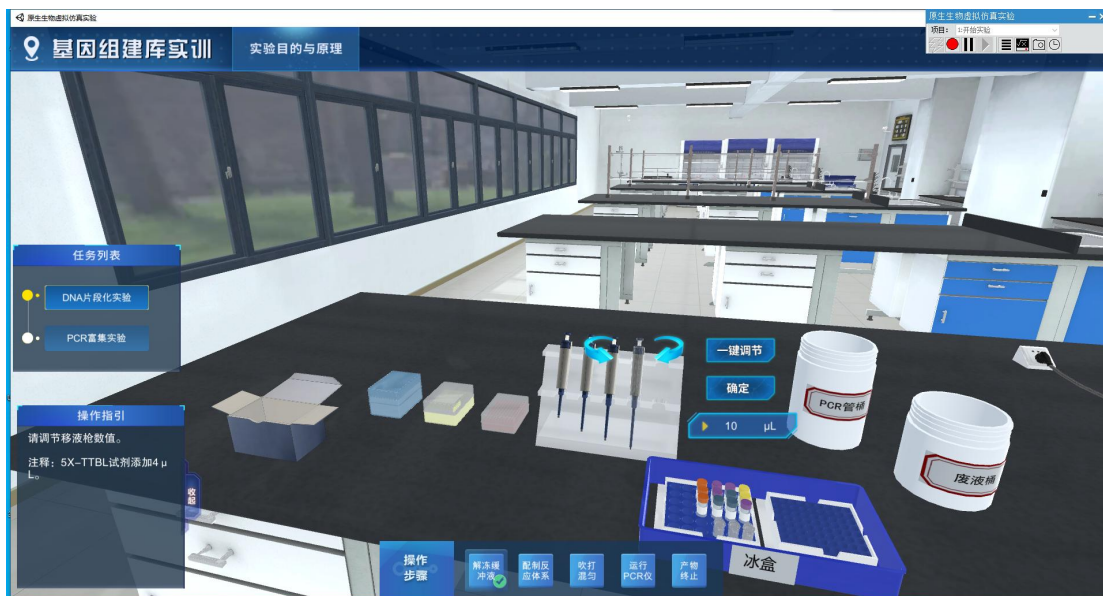 原生生物虚拟仿真实验
原生生物虚拟仿真实验
项目： 1:开始实验
基因组建库实训
实验目的与原理
任务列表
DNA片段化实验
PCR富集实验
操作指引
请调节移液枪数值。
注释：5X-TTBL试剂添加4 μ
L。
收起
一键调节
确定
10 μL
PCR管桶
废液桶
冰盒
操作
步骤
解冻缓
冲液
配制反
应体系
吹打
混匀
运行
PCR仪
产物
终止